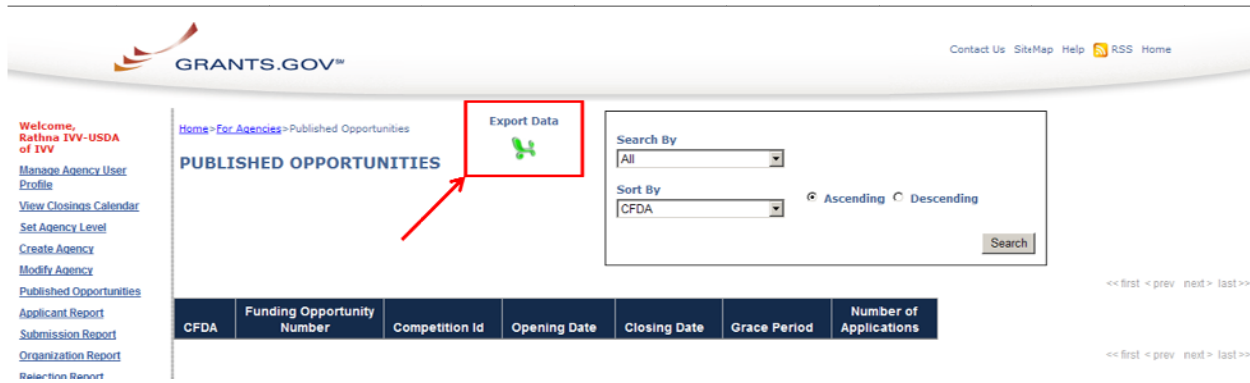 GRANTS.GOV℠
Contact Us SiteMap Help RSS Home
Welcome,
Rathna IVV-USDA
of IVV
Manage Agency User
Profile
View Closings Calendar
Set Agency Level
Create Agency
Modify Agency
Published Opportunities
Applicant Report
Submission Report
Organization Report
Rejection Report
Home>For Agencies>Published Opportunities
PUBLISHED OPPORTUNITIES
Export Data
Search By
All
Sort By
CFDA
Ascending Descending
Search
<< first < prev next > last >>
CFDA Funding Opportunity Number Competition Id Opening Date Closing Date Grace Period Number of Applications
<< first < prev next > last >>